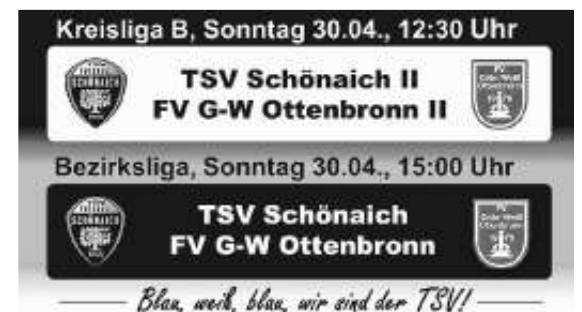 Kreisliga B, Sonntag 30.04., 12:30 Uhr
TSV Schönaich II
FV G-W Ottenbronn II
Bezirksliga, Sonntag 30.04., 15:00 Uhr
SCHÖNAICH
TSV Schönaich
FV G-W Ottenbronn
Blau, weiß, blau, wir sind der TSV!